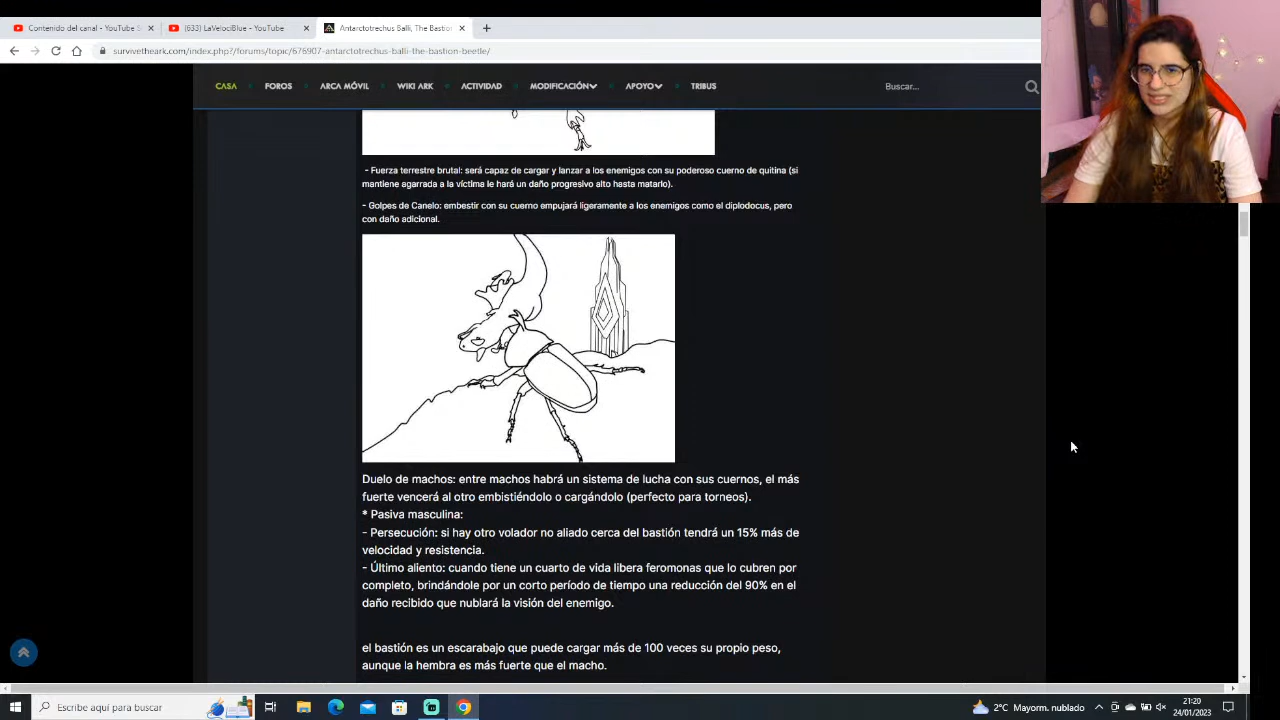 Contenido del canal - YouTube S
(633) LaVelociBlue - YouTube
Antarctotrechus Balli, The Bastion
survivetheark.com/index.php?/forums/topic/676907-antarctotrechus-balli-the-bastion-beetle/
CASA FOROS ARCA MÓVIL WIKI ARK ACTIVIDAD MODIFICACIÓN APOYO TRIBUS Buscar...
- Fuerza terrestre brutal: será capaz de cargar y lanzar a los enemigos con su poderoso cuerno de quitina (si
mantiene agarrada a la víctima le hará un daño progresivo alto hasta matarlo).
- Golpes de Canelo: embestir con su cuerno empujará ligeramente a los enemigos como el diplodocus, pero
con daño adicional.
Duelo de machos: entre machos habrá un sistema de lucha con sus cuernos, el más
fuerte vencerá al otro embistiéndolo o cargándolo (perfecto para torneos).
* Pasiva masculina:
- Persecución: si hay otro volador no aliado cerca del bastión tendrá un 15% más de
velocidad y resistencia.
- Último aliento: cuando tiene un cuarto de vida libera feromonas que lo cubren por
completo, brindándole por un corto período de tiempo una reducción del 90% en el
daño recibido que nublará la visión del enemigo.
el bastión es un escarabajo que puede cargar más de 100 veces su propio peso,
aunque la hembra es más fuerte que el macho.
Escribe aquí para buscar
2°C Mayorm. nublado
21:20
24/01/2023